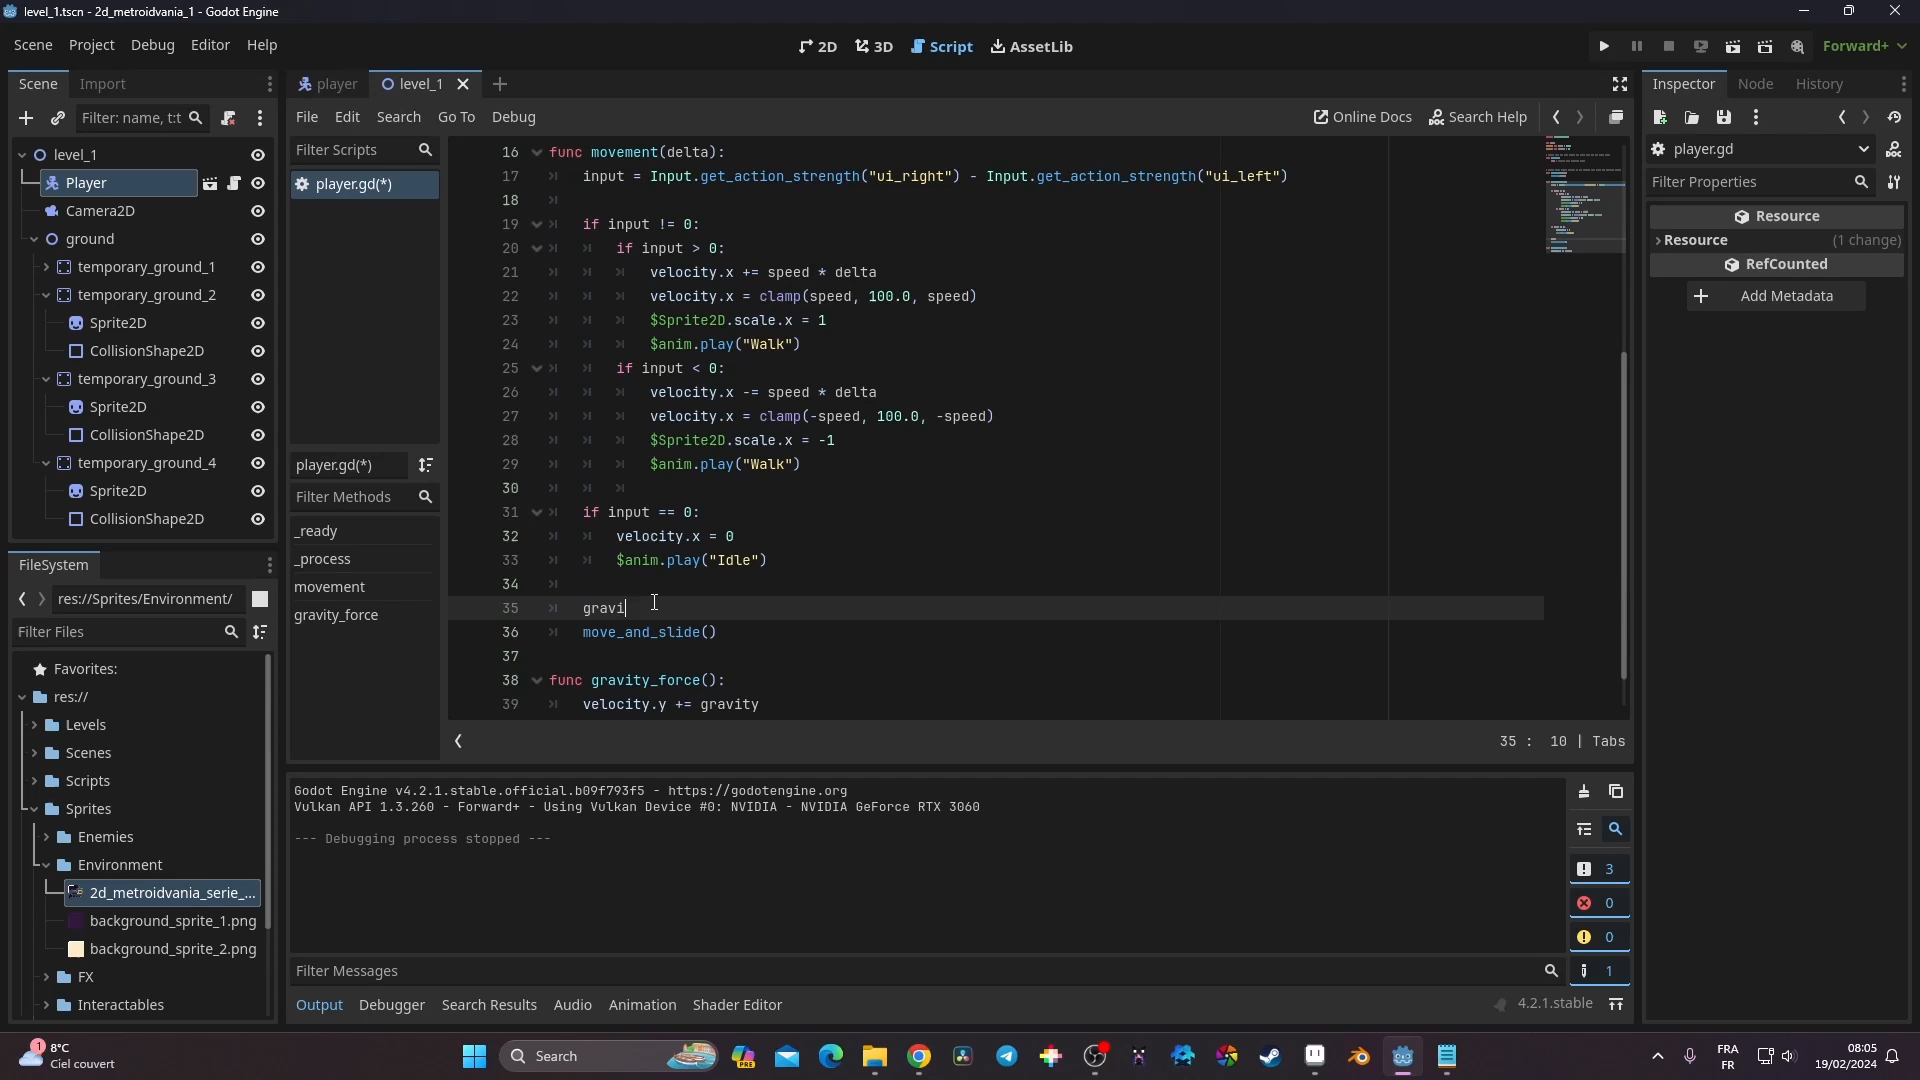 level_1.tscn - 2d_metroidvania_1 - Godot Engine
Scene Project Debug Editor Help
2D 3D Script AssetLib
Forward+
Scene Import
player level_1
Inspector Node History
Filter: name, t:t
File Edit Search Go To Debug
Online Docs Search Help
level_1
Player
Camera2D
ground
temporary_ground_1
temporary_ground_2
Sprite2D
CollisionShape2D
temporary_ground_3
Sprite2D
CollisionShape2D
temporary_ground_4
Sprite2D
CollisionShape2D
Filter Scripts
player.gd(*)
player.gd(*)
Filter Methods
_ready
_process
movement
gravity_force
16 func movement(delta):
17 input = Input.get_action_strength("ui_right") - Input.get_action_strength("ui_left")
18
19 if input != 0:
20 if input > 0:
21 velocity.x += speed * delta
22 velocity.x = clamp(speed, 100.0, speed)
23 $Sprite2D.scale.x = 1
24 $anim.play("Walk")
25 if input < 0:
26 velocity.x -= speed * delta
27 velocity.x = clamp(-speed, 100.0, -speed)
28 $Sprite2D.scale.x = -1
29 $anim.play("Walk")
30
31 if input == 0:
32 velocity.x = 0
33 $anim.play("Idle")
34
35 gravi
36 move_and_slide()
37
38 func gravity_force():
39 velocity.y += gravity
35 : 10 | Tabs
player.gd
Filter Properties
Resource
Resource (1 change)
RefCounted
Add Metadata
FileSystem
res://Sprites/Environment/
Filter Files
Favorites:
res://
Levels
Scenes
Scripts
Sprites
Enemies
Environment
2d_metroidvania_serie_...
background_sprite_1.png
background_sprite_2.png
FX
Interactables
Godot Engine v4.2.1.stable.official.b09f793f5 - https://godotengine.org
Vulkan API 1.3.260 - Forward+ - Using Vulkan Device #0: NVIDIA - NVIDIA GeForce RTX 3060
--- Debugging process stopped ---
3
0
0
1
Filter Messages
Output Debugger Search Results Audio Animation Shader Editor
4.2.1.stable
1
8°C
Ciel couvert
Search
PRE
FRA
FR
08:05
19/02/2024